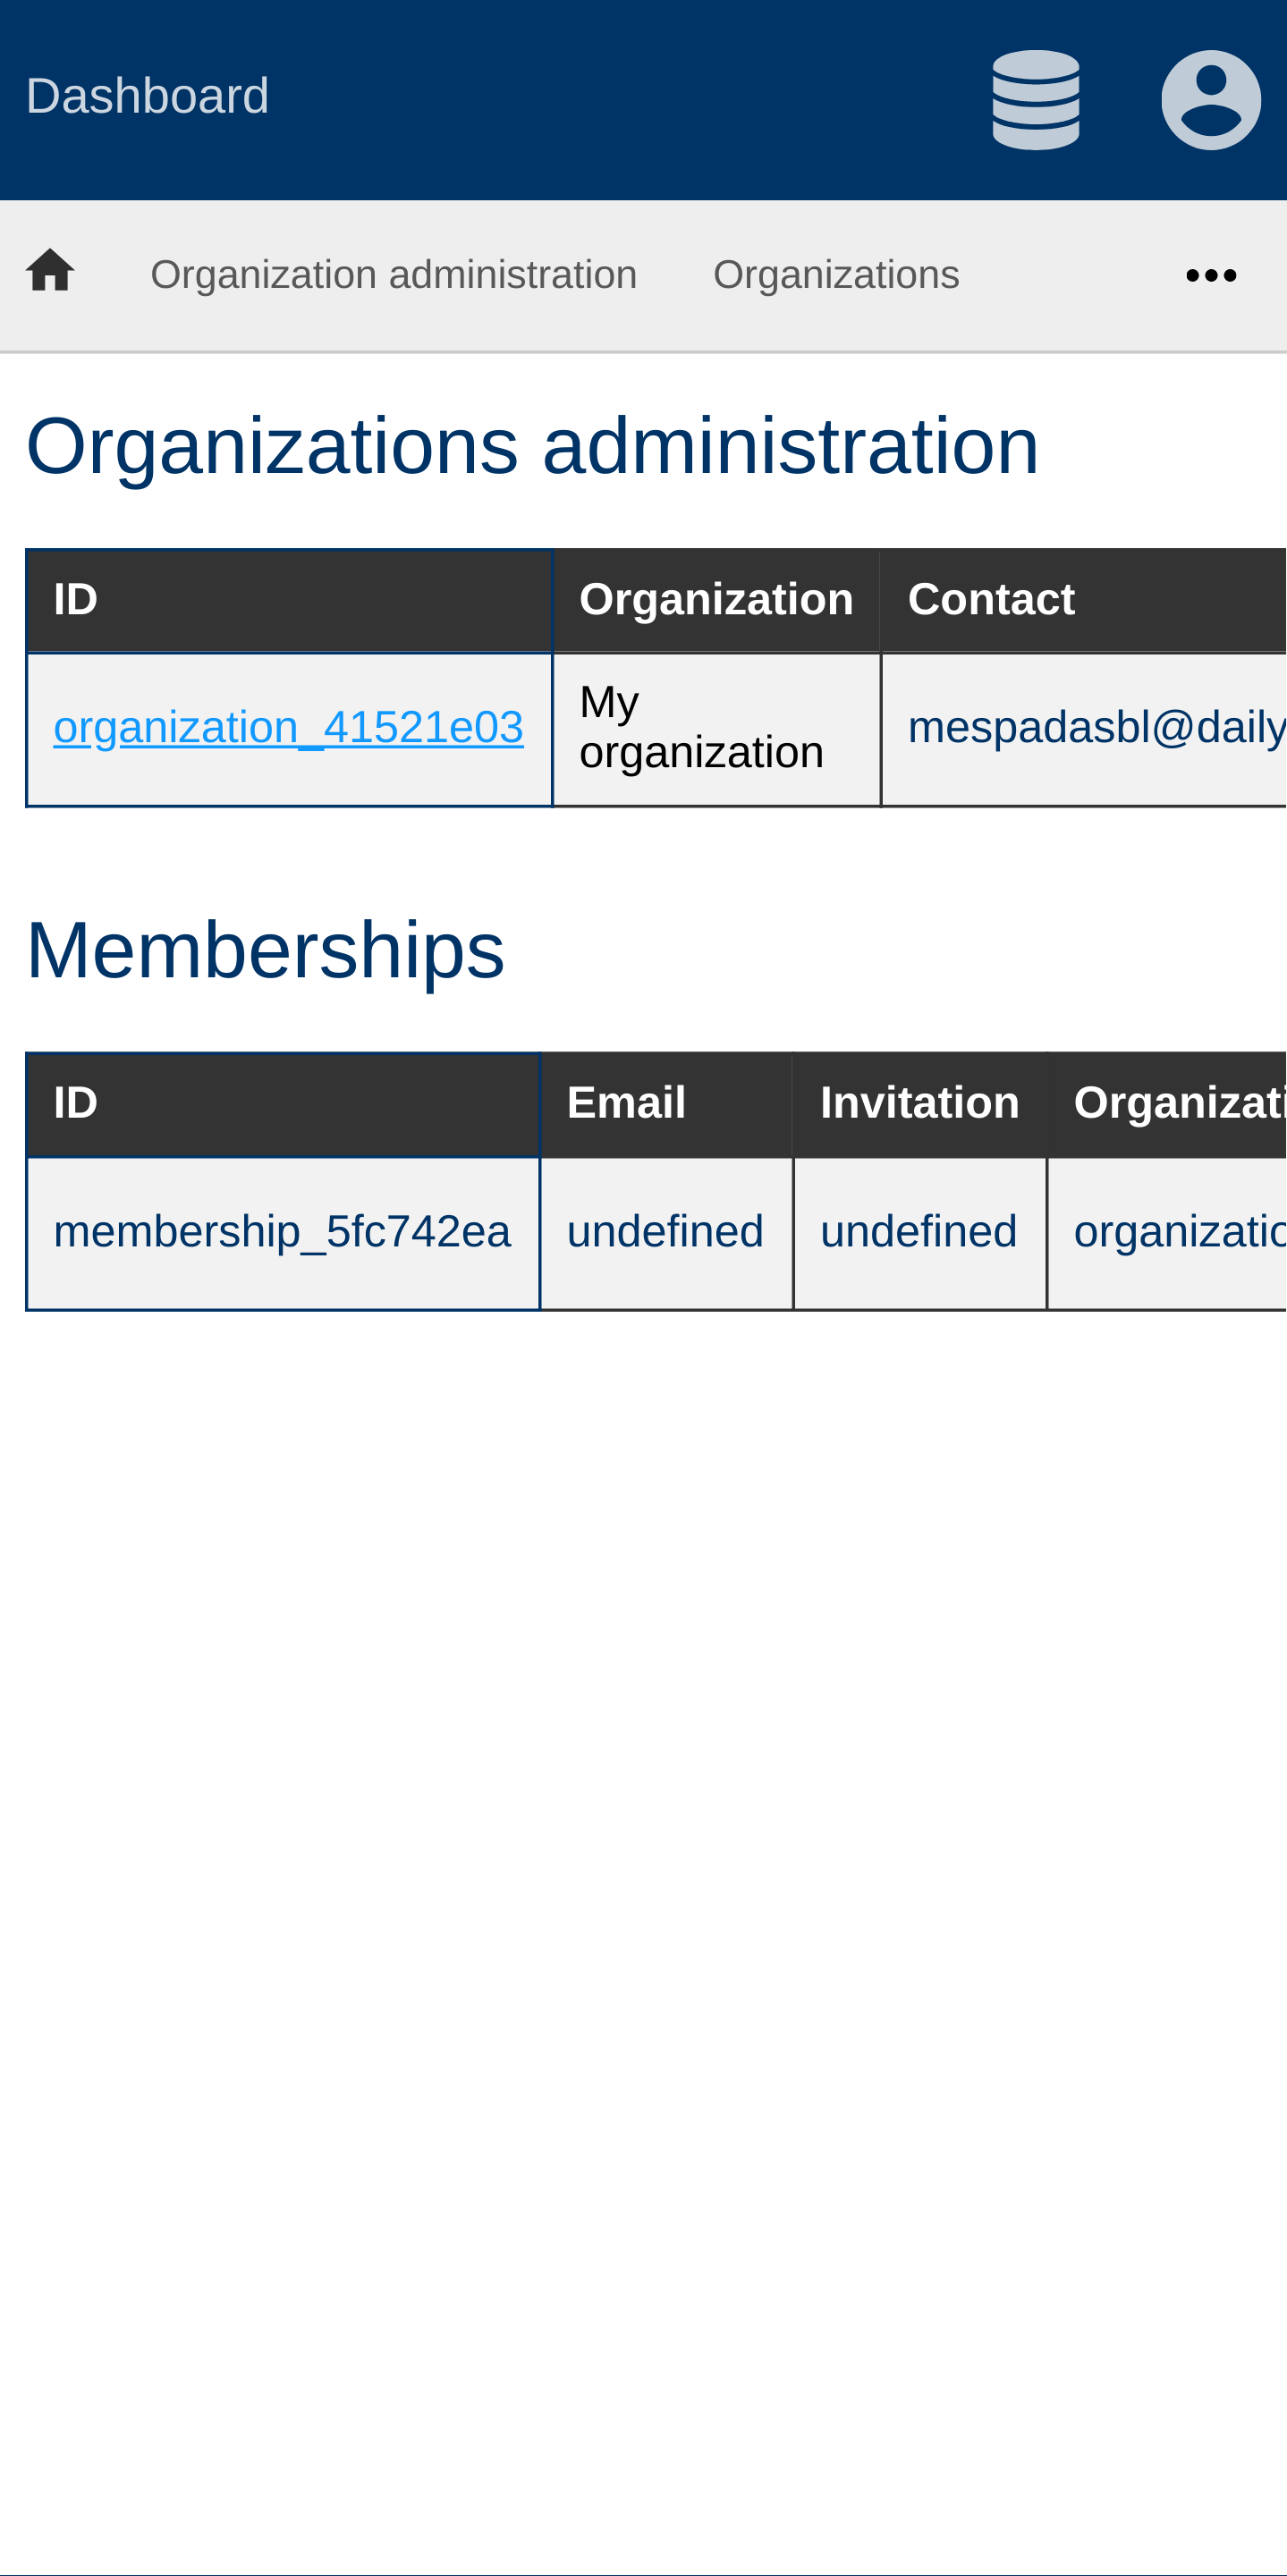 Dashboard
Organization administration Organizations
Organizations administration
ID Organization Contact
organization_41521e03 My organization mespadasbl@daily
Memberships
ID Email Invitation Organizati
membership_5fc742ea undefined undefined organizatio